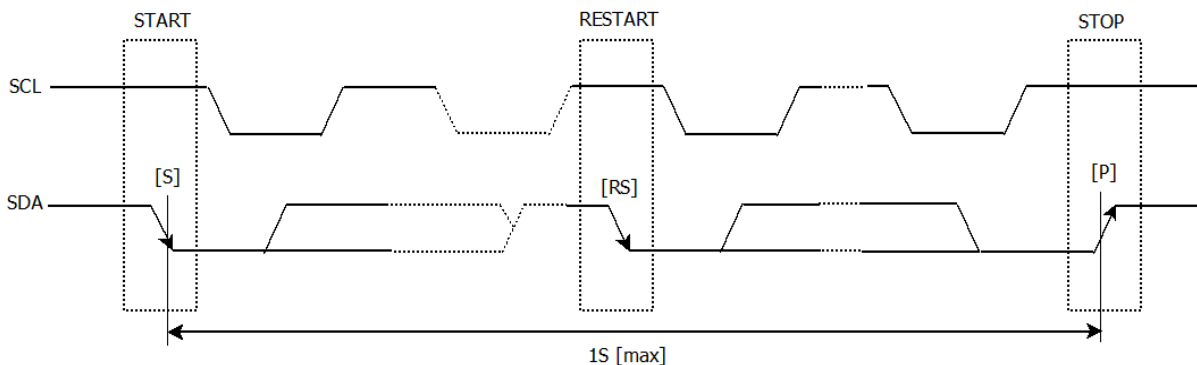 START
RESTART
STOP
SCL
[S]
[RS]
[P]
SDA
1S [max]